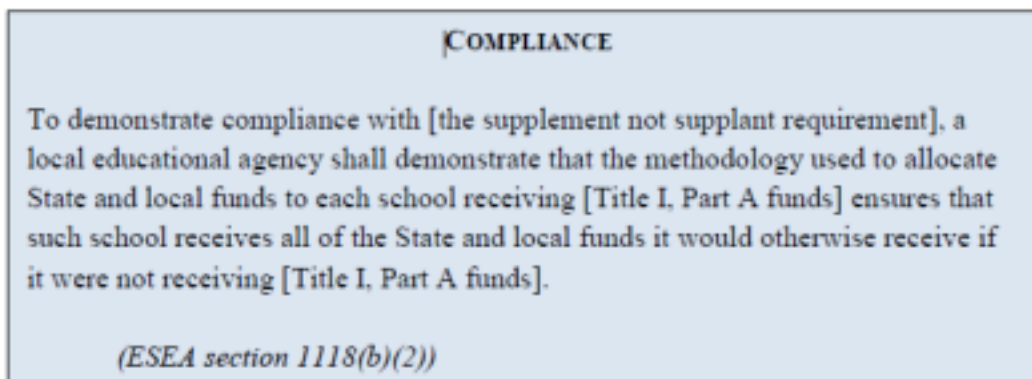 COMPLIANCE
To demonstrate compliance with [the supplement not supplant requirement], a
local educational agency shall demonstrate that the methodology used to allocate
State and local funds to each school receiving [Title I, Part A funds] ensures that
such school receives all of the State and local funds it would otherwise receive if
it were not receiving [Title I, Part A funds].
(ESEA section 1118(b)(2))